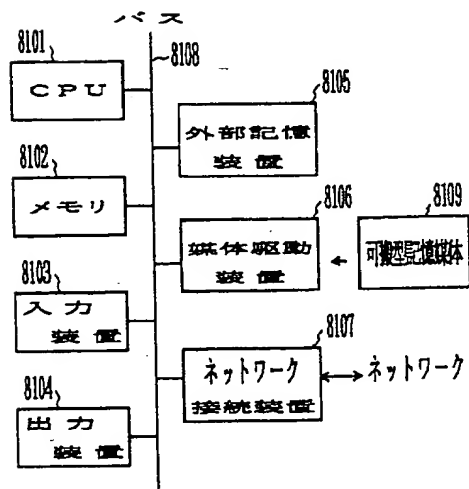 バス
8101
8108
CPU
8105
外部記憶
装置
8102
メモリ
8106
8109
媒体駆動
装置
可搬型記憶媒体
8103
入力
装置
8107
ネットワーク
接続装置
ネットワーク
8104
出力
装置